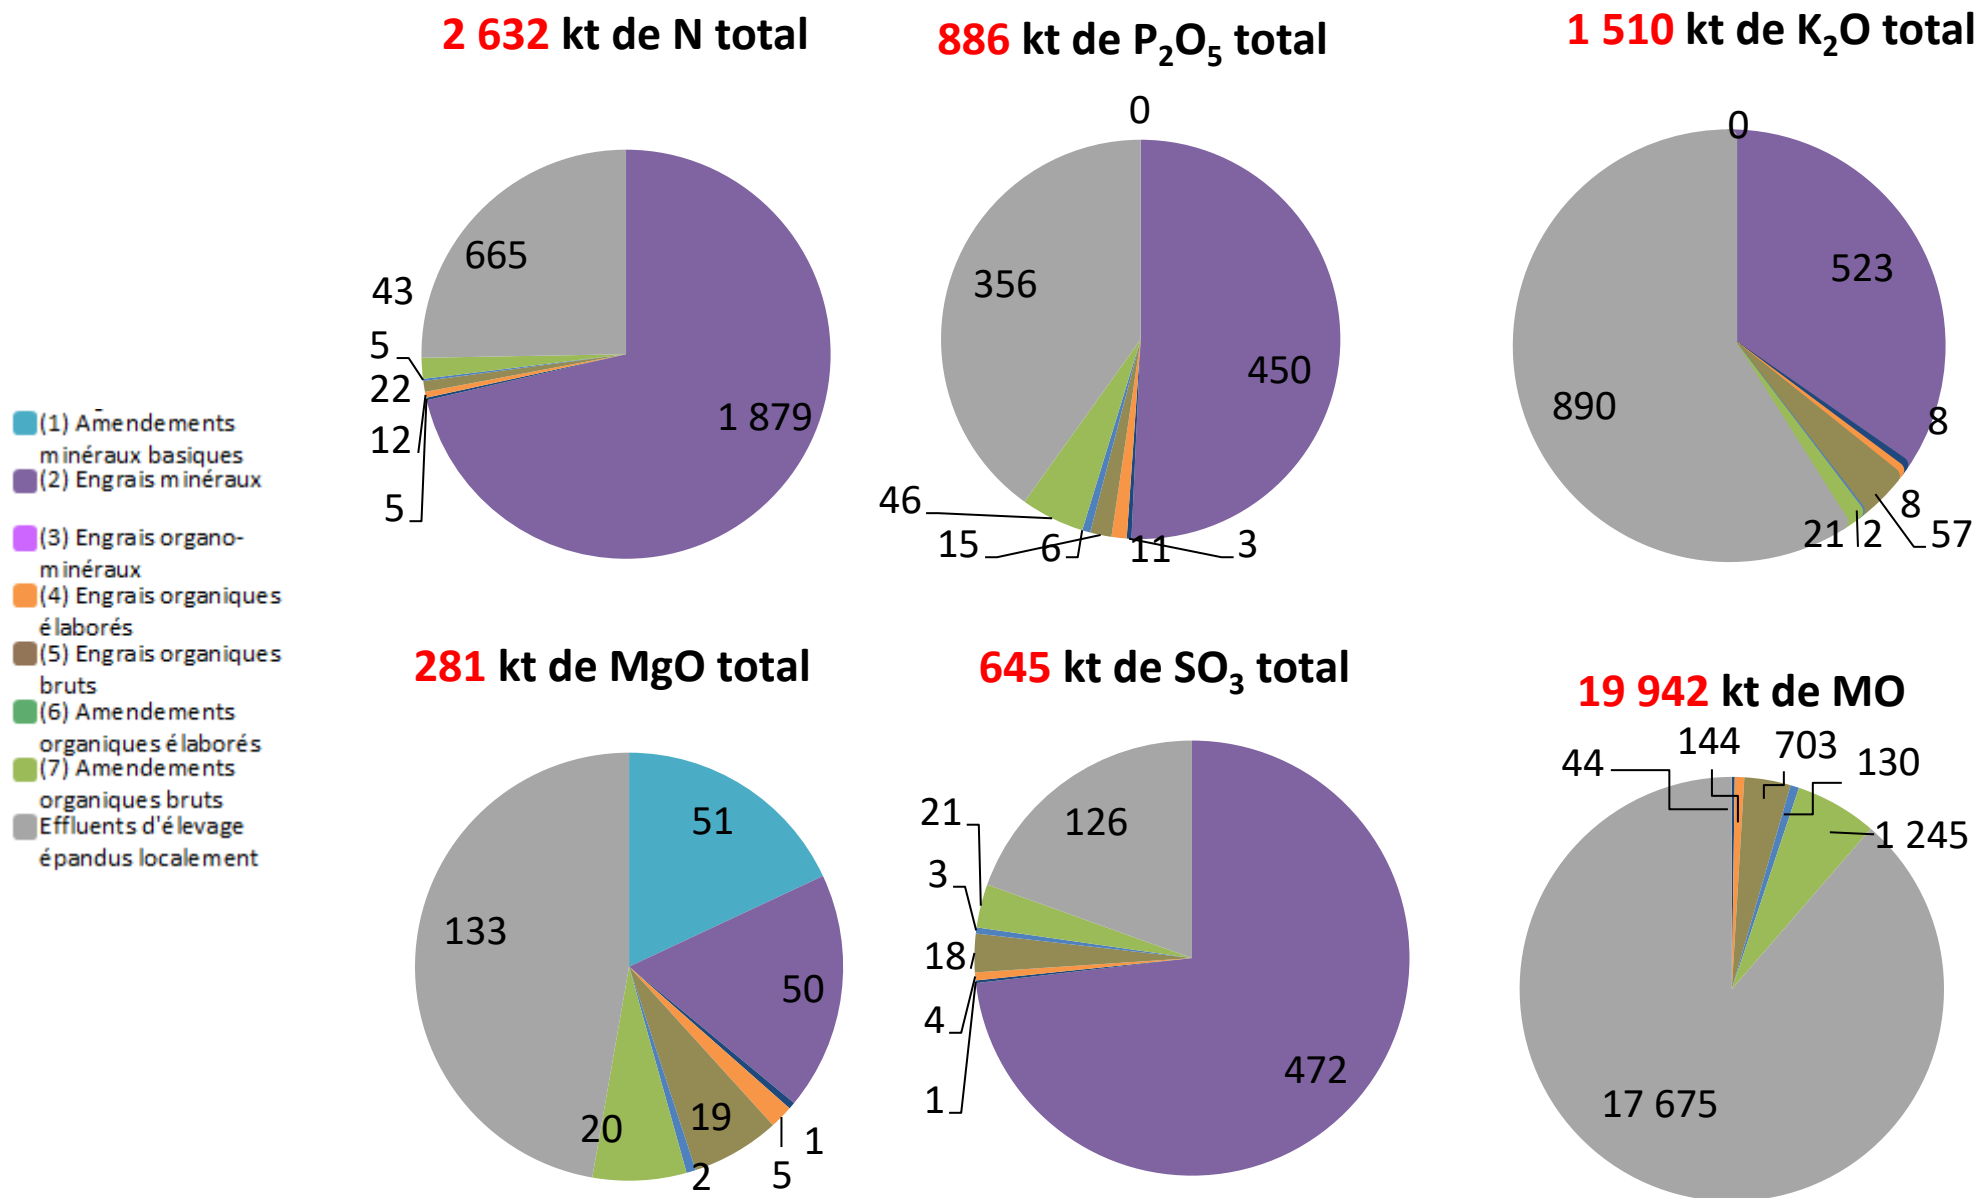 2 632 kt de N total
886 kt de P₂O₅ total
1 510 kt de K₂O total
665
43
5
22
12
5
1 879
0
356
450
46
15
6
11
3
0
523
890
8
8
57
21
2
(1) Amendements
minéraux basiques
(2) Engrais minéraux
(3) Engrais organo-
minéraux
(4) Engrais organiques
élaborés
(5) Engrais organiques
bruts
(6) Amendements
organiques élaborés
(7) Amendements
organiques bruts
Effluents d'élevage
épandus localement
281 kt de MgO total
645 kt de SO₃ total
19 942 kt de MO
51
133
50
20
19
2
5
1
21
126
3
18
4
1
472
44
144
703
130
1 245
17 675